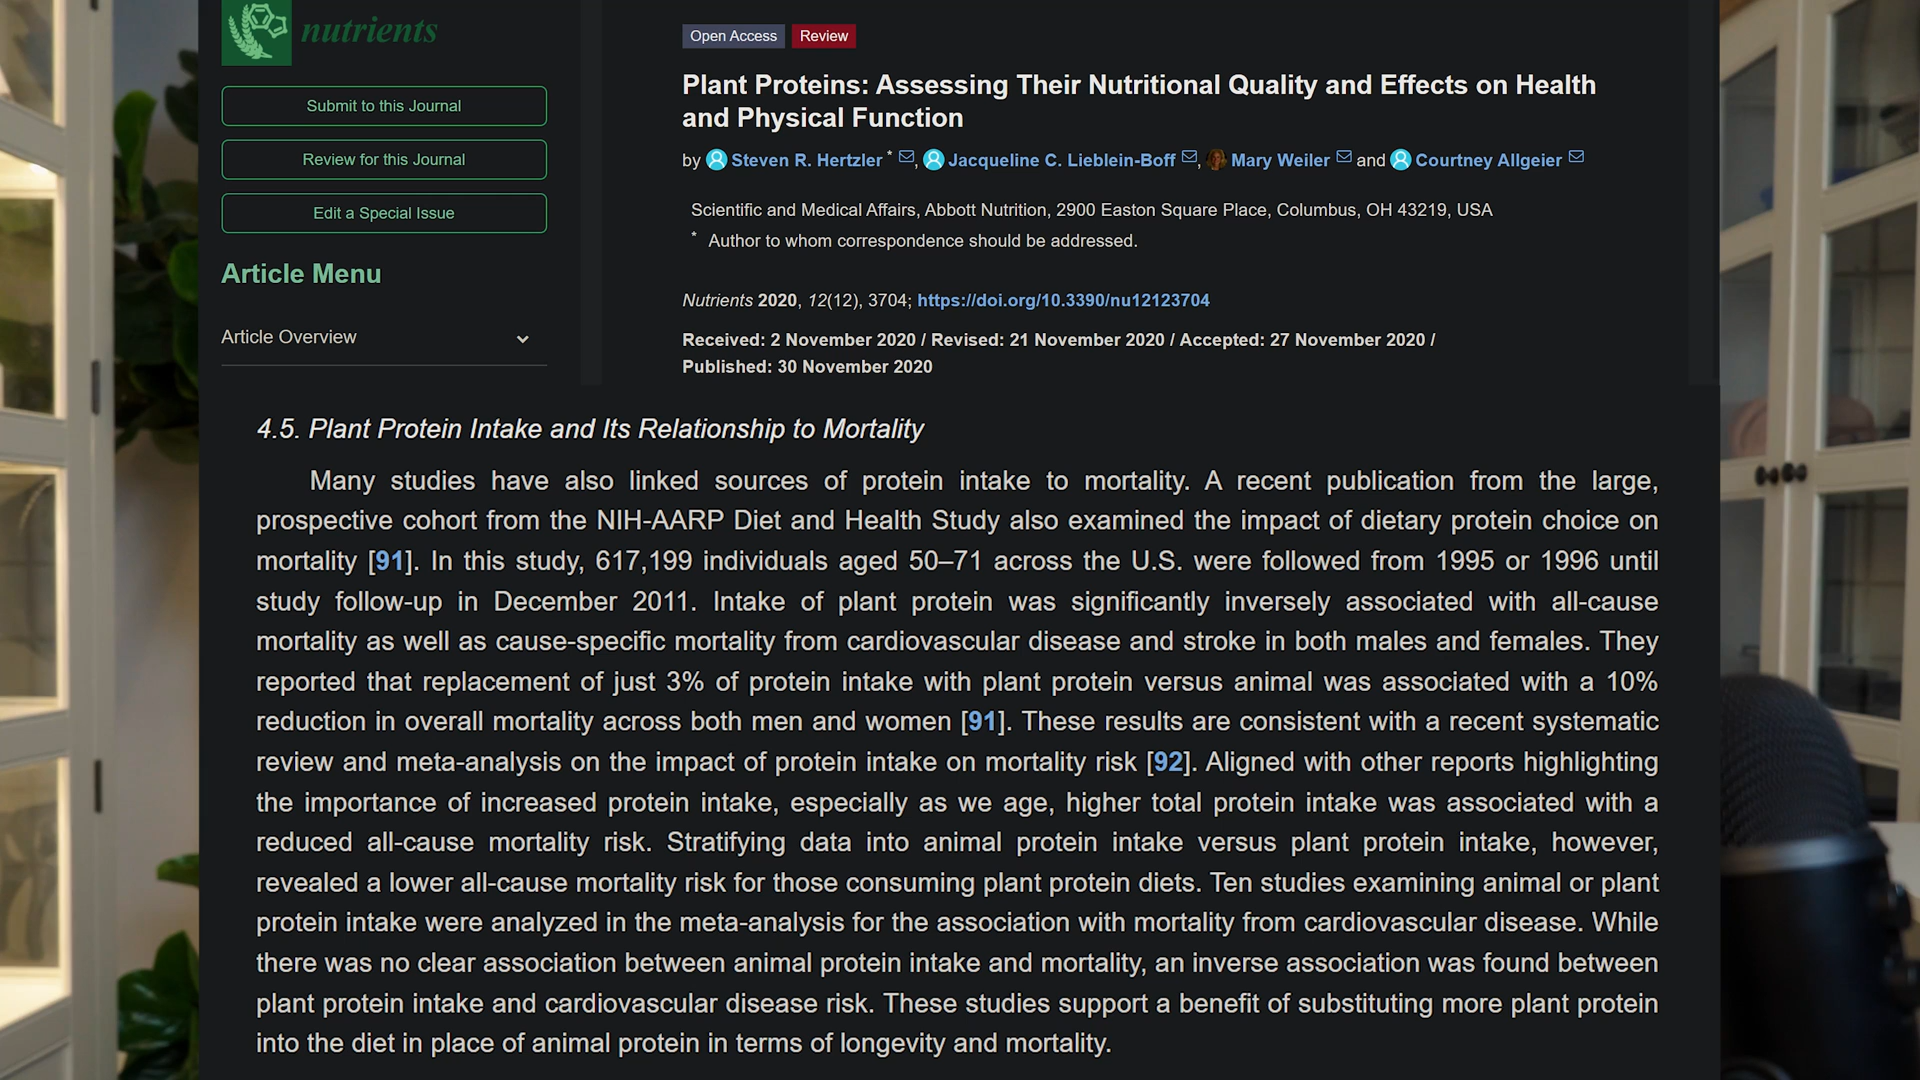 nutrients
Submit to this Journal
Review for this Journal
Edit a Special Issue
Article Menu
Article Overview
Open Access Review
Plant Proteins: Assessing Their Nutritional Quality and Effects on Health
and Physical Function
by Steven R. Hertzler *, Jacqueline C. Lieblein-Boff, Mary Weiler and Courtney Allgeier
Scientific and Medical Affairs, Abbott Nutrition, 2900 Easton Square Place, Columbus, OH 43219, USA
* Author to whom correspondence should be addressed.
Nutrients 2020, 12(12), 3704; https://doi.org/10.3390/nu12123704
Received: 2 November 2020 / Revised: 21 November 2020 / Accepted: 27 November 2020 /
Published: 30 November 2020
4.5. Plant Protein Intake and Its Relationship to Mortality
Many studies have also linked sources of protein intake to mortality. A recent publication from the large,
prospective cohort from the NIH-AARP Diet and Health Study also examined the impact of dietary protein choice on
mortality [91]. In this study, 617,199 individuals aged 50–71 across the U.S. were followed from 1995 or 1996 until
study follow-up in December 2011. Intake of plant protein was significantly inversely associated with all-cause
mortality as well as cause-specific mortality from cardiovascular disease and stroke in both males and females. They
reported that replacement of just 3% of protein intake with plant protein versus animal was associated with a 10%
reduction in overall mortality across both men and women [91]. These results are consistent with a recent systematic
review and meta-analysis on the impact of protein intake on mortality risk [92]. Aligned with other reports highlighting
the importance of increased protein intake, especially as we age, higher total protein intake was associated with a
reduced all-cause mortality risk. Stratifying data into animal protein intake versus plant protein intake, however,
revealed a lower all-cause mortality risk for those consuming plant protein diets. Ten studies examining animal or plant
protein intake were analyzed in the meta-analysis for the association with mortality from cardiovascular disease. While
there was no clear association between animal protein intake and mortality, an inverse association was found between
plant protein intake and cardiovascular disease risk. These studies support a benefit of substituting more plant protein
into the diet in place of animal protein in terms of longevity and mortality.